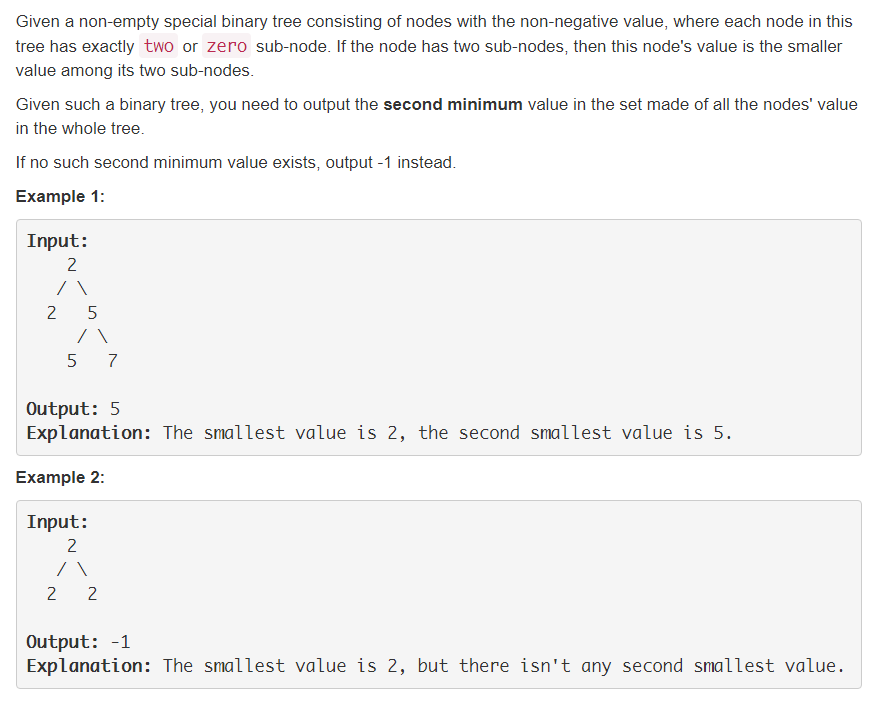 Given a non-empty special binary tree consisting of nodes with the non-negative value, where each node in this
tree has exactly two or zero sub-node. If the node has two sub-nodes, then this node's value is the smaller
value among its two sub-nodes.
Given such a binary tree, you need to output the second minimum value in the set made of all the nodes' value
in the whole tree.
If no such second minimum value exists, output -1 instead.
Example 1:
Input:
    2
   / \
  2   5
     / \
    5   7
Output: 5
Explanation: The smallest value is 2, the second smallest value is 5.
Example 2:
Input:
    2
   / \
  2   2
Output: -1
Explanation: The smallest value is 2, but there isn't any second smallest value.